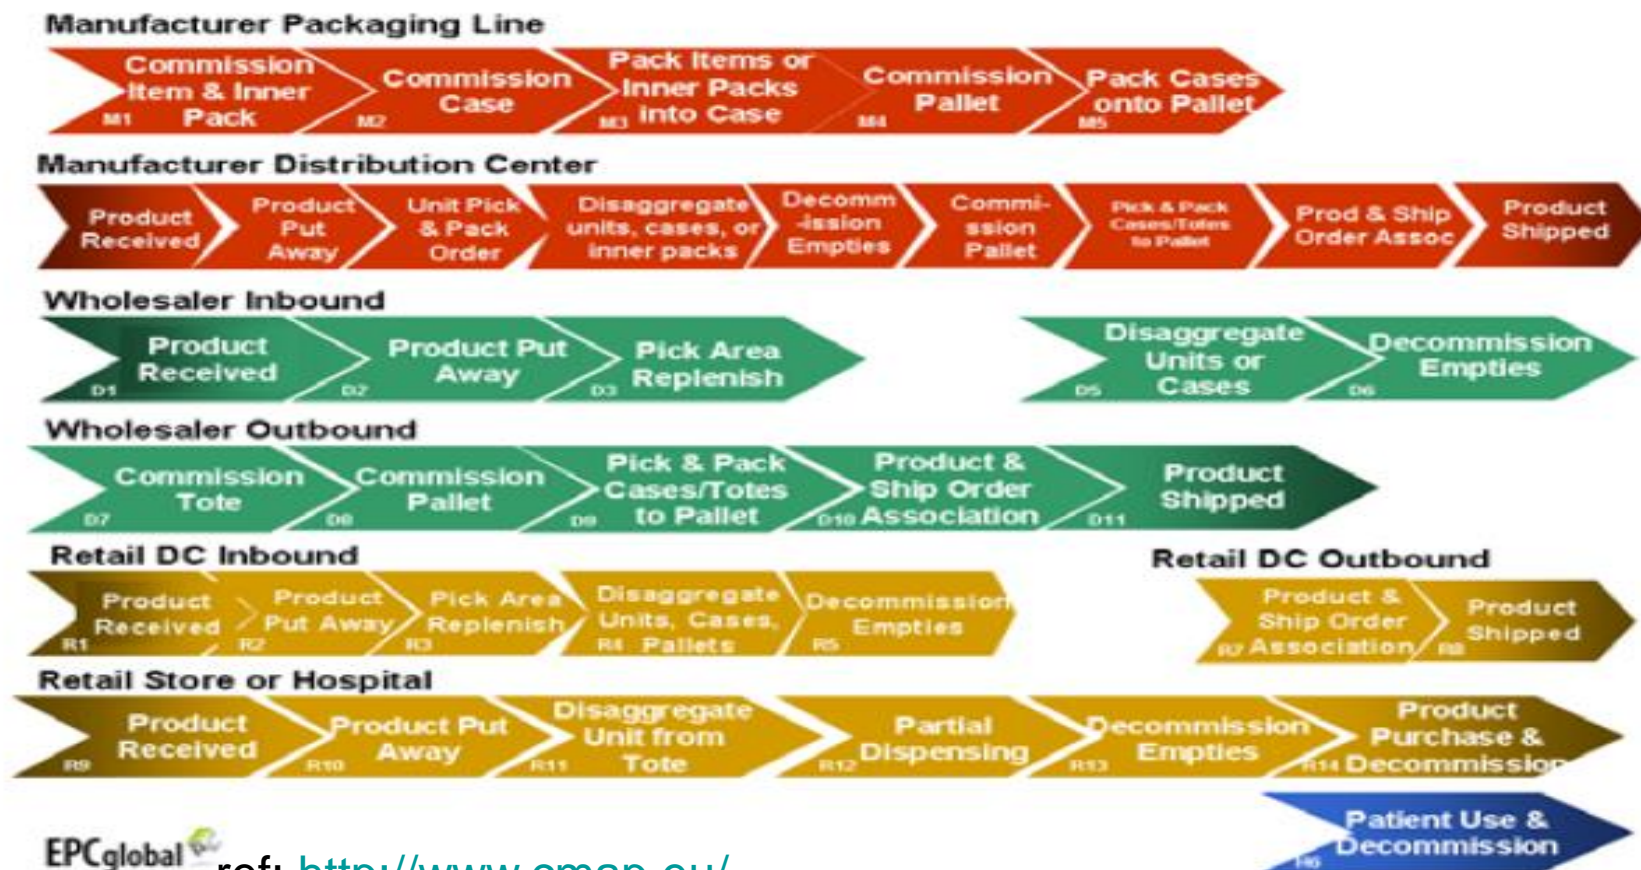 Manufacturer Packaging Line
Commission
Item & Inner
Pack
M1
Commission
Case
M2
Pack Items or
Inner Packs
into Case
M3
Commission
Pallet
M4
Pack Cases
onto Pallet
M5
Manufacturer Distribution Center
Product
Received
Product
Put
Away
Unit Pick
& Pack
Order
Disaggregate
units, cases, or
inner packs
Decomm
-ission
Empties
Commi-
ssion
Pallet
Pick & Pack
Cases/Totes
to Pallet
Prod & Ship
Order Assoc
Product
Shipped
Wholesaler Inbound
Product
Received
D1
Product Put
Away
D2
Pick Area
Replenish
D3
Disaggregate
Units or
Cases
D5
Decommission
Empties
D6
Wholesaler Outbound
Commission
Tote
D7
Commission
Pallet
D8
Pick & Pack
Cases/Totes
to Pallet
D9
Product &
Ship Order
Association
D10
Product
Shipped
D11
Retail DC Inbound
Product
Received
R1
Product
Put Away
R2
Pick Area
Replenish
R3
Disaggregate
Units, Cases,
Pallets
R4
Decommission
Empties
R5
Retail DC Outbound
Product &
Ship Order
Association
R7
Product
Shipped
R8
Retail Store or Hospital
Product
Received
R9
Product Put
Away
R10
Disaggregate
Unit from
Tote
R11
Partial
Dispensing
R12
Decommission
Empties
R13
Product
Purchase &
Decommission
R14
Patient Use &
Decommission
EPCglobal
ref: http://www